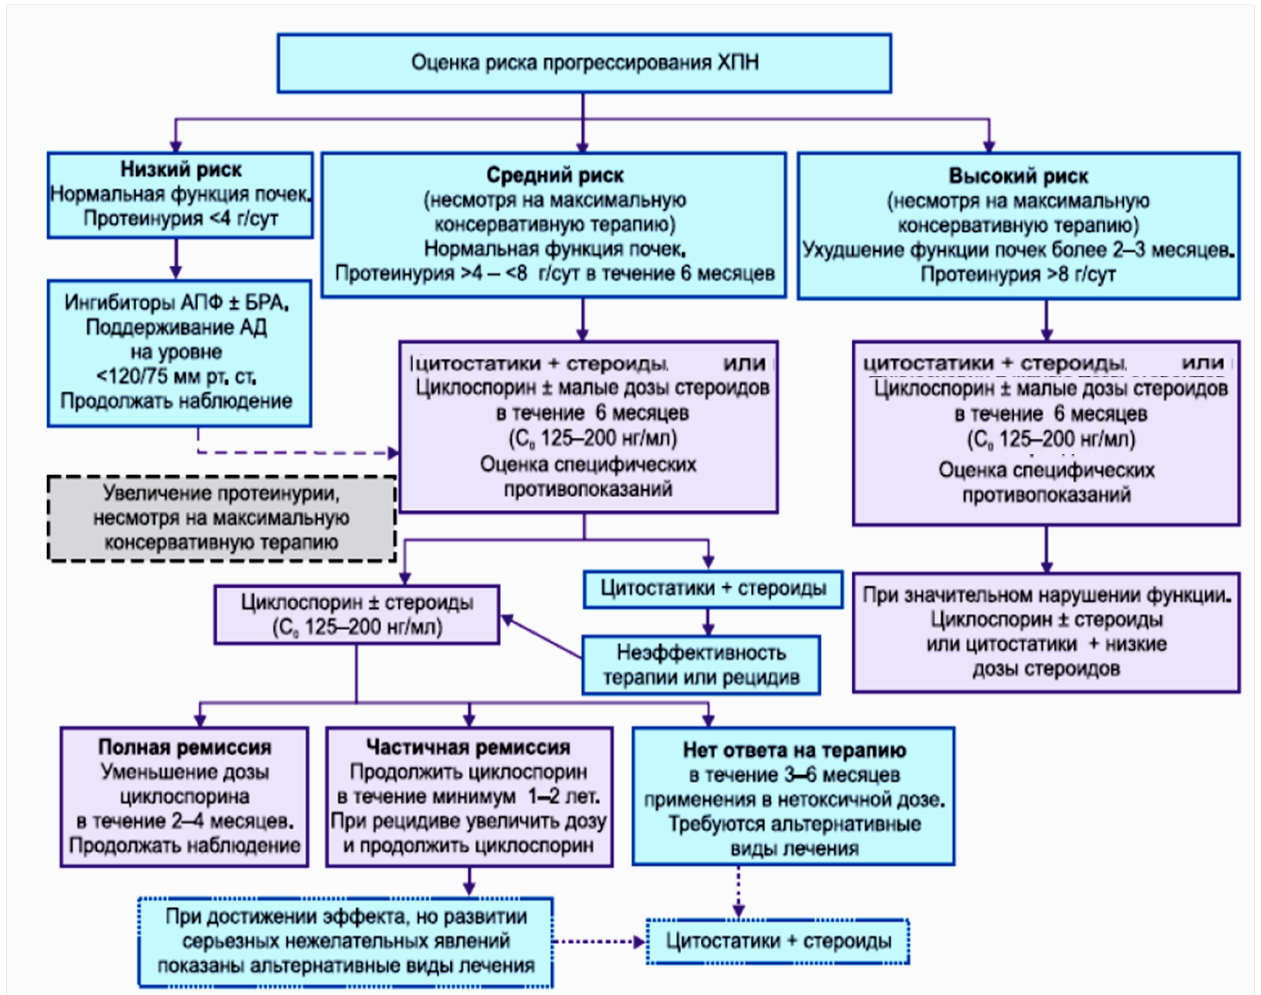 Оценка риска прогрессирования ХПН
Низкий риск
Нормальная функция почек.
Протеинурия <4 г/сут
Средний риск
(несмотря на максимальную
консервативную терапию)
Нормальная функция почек.
Протеинурия >4 – <8 г/сут в течение 6 месяцев
Высокий риск
(несмотря на максимальную
консервативную терапию)
Ухудшение функции почек более 2–3 месяцев.
Протеинурия >8 г/сут
Ингибиторы АПФ ± БРА.
Поддерживание АД
на уровне
<120/75 мм рт. ст.
Продолжать наблюдение
цитостатики + стероиды. или
Циклоспорин ± малые дозы стероидов
в течение 6 месяцев
(C₀ 125–200 нг/мл)
Оценка специфических
противопоказаний
цитостатики + стероиды. или
Циклоспорин ± малые дозы стероидов
в течение 6 месяцев
(C₀ 125–200 нг/мл)
Оценка специфических
противопоказаний
Увеличение протеинурии,
несмотря на максимальную
консервативную терапию
Циклоспорин ± стероиды
(C₀ 125–200 нг/мл)
Цитостатики + стероиды
Неэффективность
терапии или рецидив
При значительном нарушении функции.
Циклоспорин ± стероиды
или цитостатики + низкие
дозы стероидов
Полная ремиссия
Уменьшение дозы
циклоспорина
в течение 2–4 месяцев.
Продолжать наблюдение
Частичная ремиссия
Продолжить циклоспорин
в течение минимум 1–2 лет.
При рецидиве увеличить дозу
и продолжить циклоспорин
Нет ответа на терапию
в течение 3–6 месяцев
применения в нетоксичной дозе.
Требуются альтернативные
виды лечения
При достижении эффекта, но развитии
серьезных нежелательных явлений
показаны альтернативные виды лечения
Цитостатики + стероиды